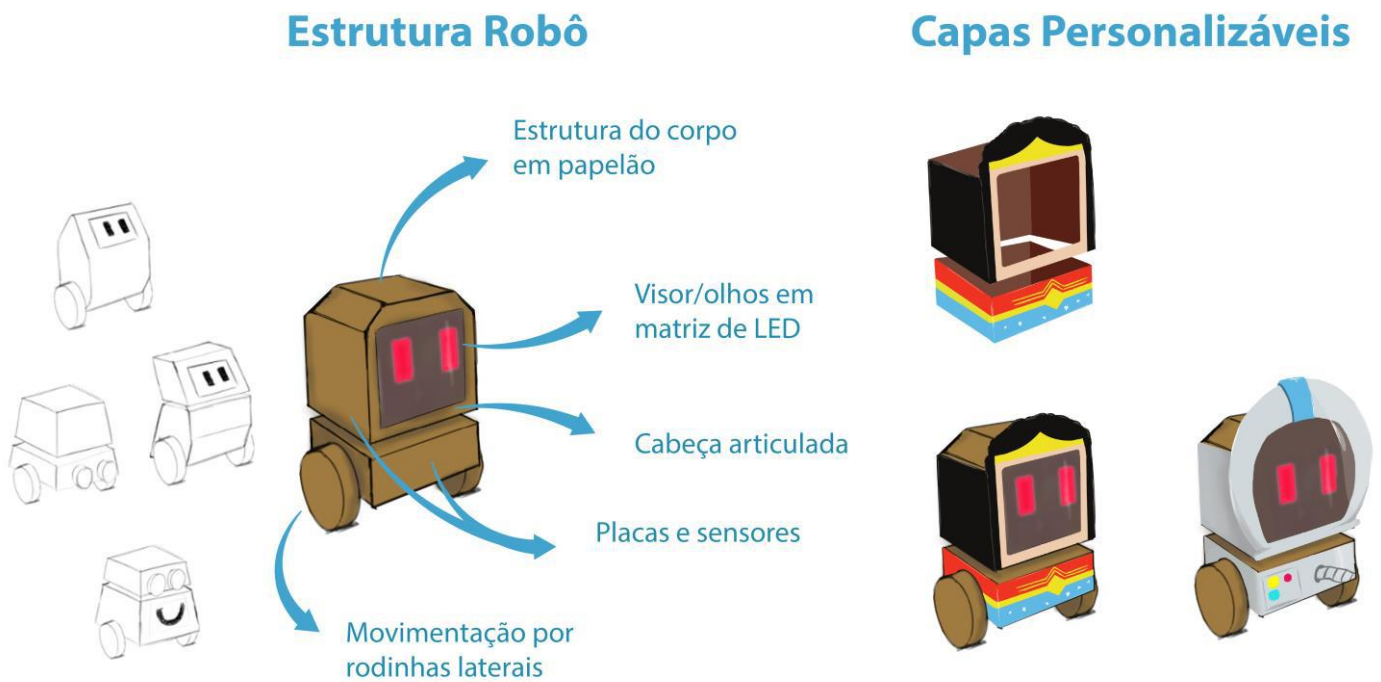 Estrutura Robô
Capas Personalizáveis
Estrutura do corpo
em papelão
Visor/olhos em
matriz de LED
Cabeça articulada
Placas e sensores
Movimentação por
rodinhas laterais